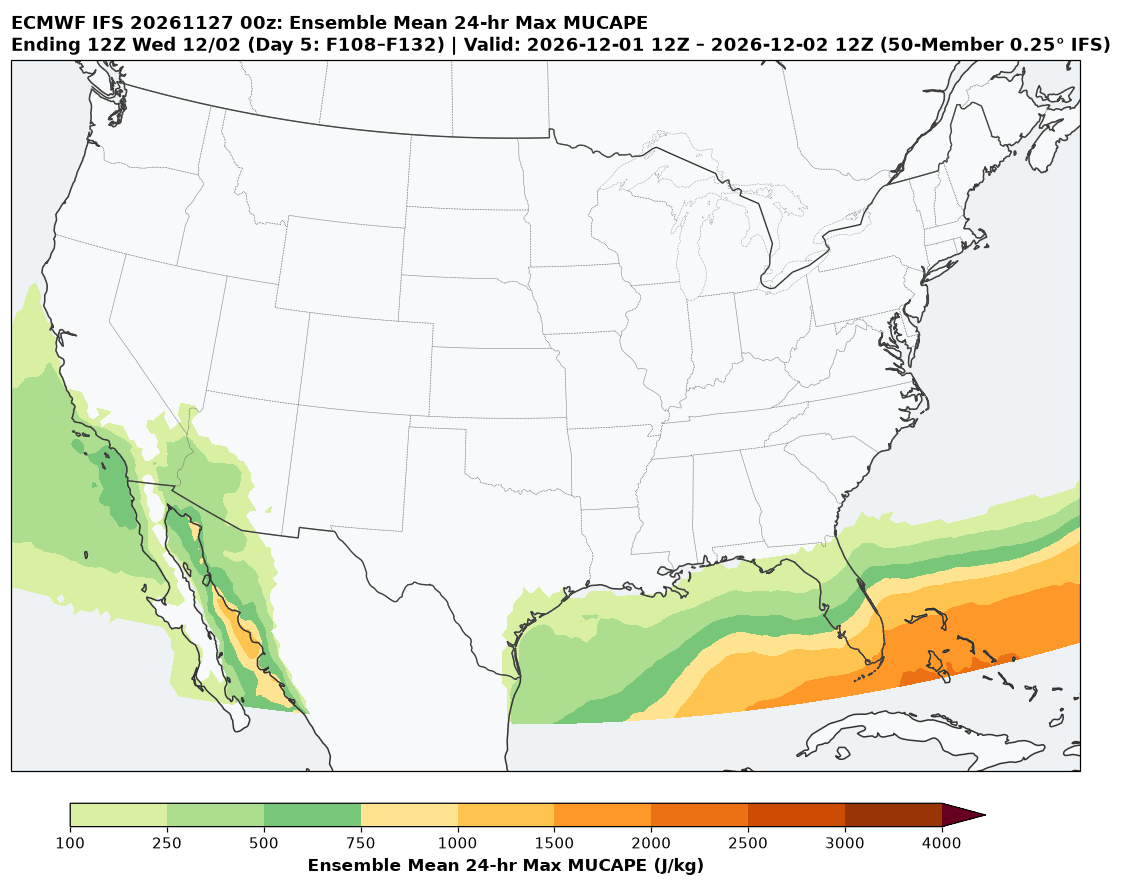 ECMWF IFS 20261127 00z: Ensemble Mean 24-hr Max MUCAPE
Ending 12Z Wed 12/02 (Day 5: F108–F132) | Valid: 2026-12-01 12Z – 2026-12-02 12Z (50-Member 0.25° IFS)
100 250 500 750 1000 1500 2000 2500 3000 4000
Ensemble Mean 24-hr Max MUCAPE (J/kg)